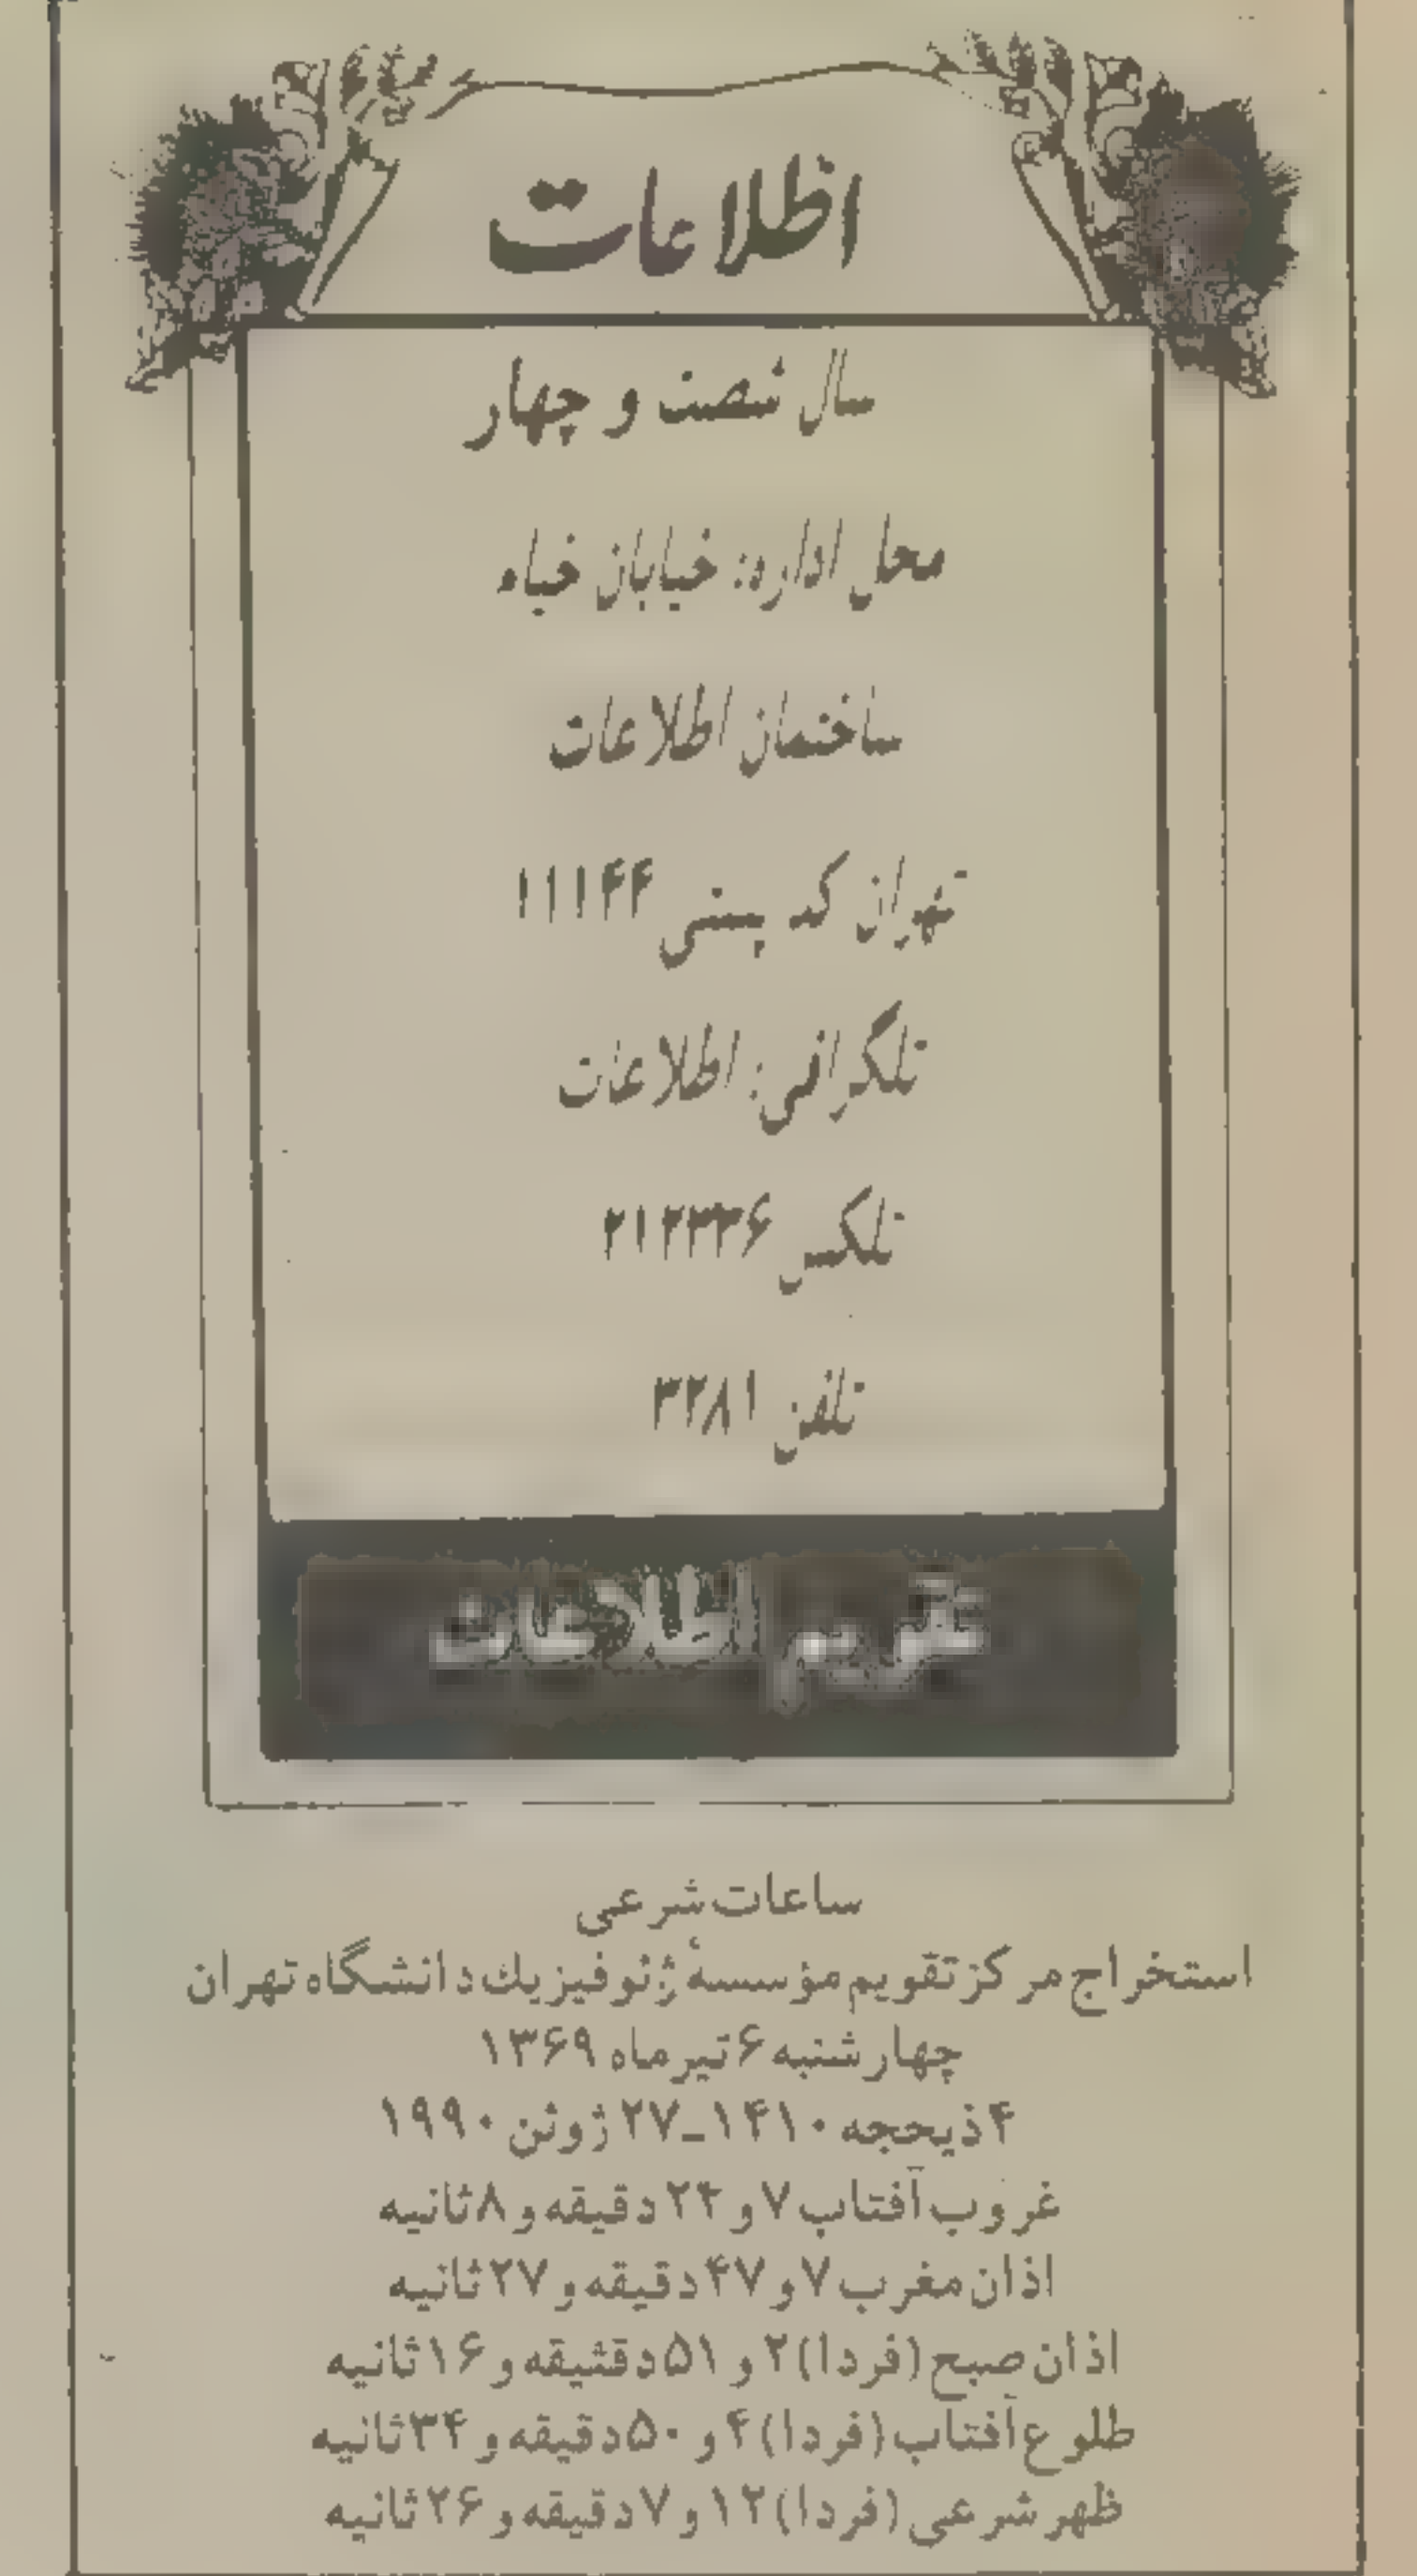 اطلاعات
سال شصت و چهار
محل اداره: خیابان خیام
ساختمان اطلاعات
تهران کد پستی ۱۱۱۴۴
تلگرافی: اطلاعات
تلکس ۲۱۲۳۳۶
تلفن ۳۲۸۱
اطلاعات
ساعات شرعی
استخراج مرکز تقویم مؤسسهٔ ژئوفیزیک دانشگاه تهران
چهارشنبه ۶ تیرماه ۱۳۶۹
۴ ذیحجه ۱۴۱۰ـ۲۷ ژوئن ۱۹۹۰
غروب آفتاب ۷ و ۲۴ دقیقه و ۸ ثانیه
اذان مغرب ۷ و ۴۷ دقیقه و ۲۷ ثانیه
اذان صبح (فردا) ۲ و ۵۱ دقثیقه و ۱۶ ثانیه
طلوع آفتاب (فردا) ۴ و ۵۰ دقیقه و ۳۴ ثانیه
ظهر شرعی (فردا) ۱۲ و ۷ دقیقه و ۲۶ ثانیه